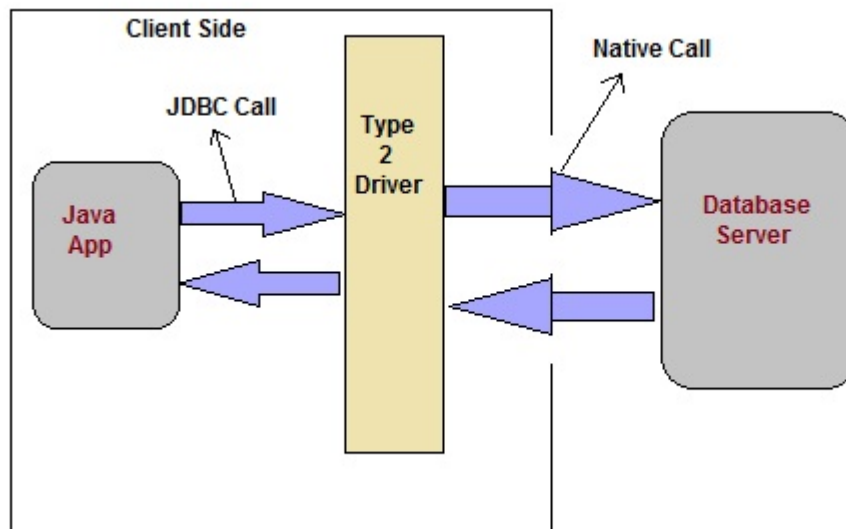 Client Side
Native Call
JDBC Call
Type
2
Driver
Java
App
Database
Server